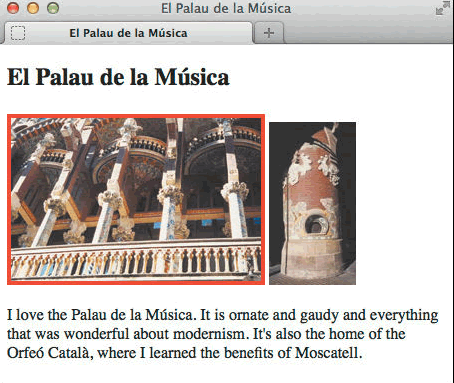 El Palau de la Música
El Palau de la Música
El Palau de la Música
I love the Palau de la Música. It is ornate and gaudy and everything
that was wonderful about modernism. It's also the home of the
Orfeó Català, where I learned the benefits of Moscatell.